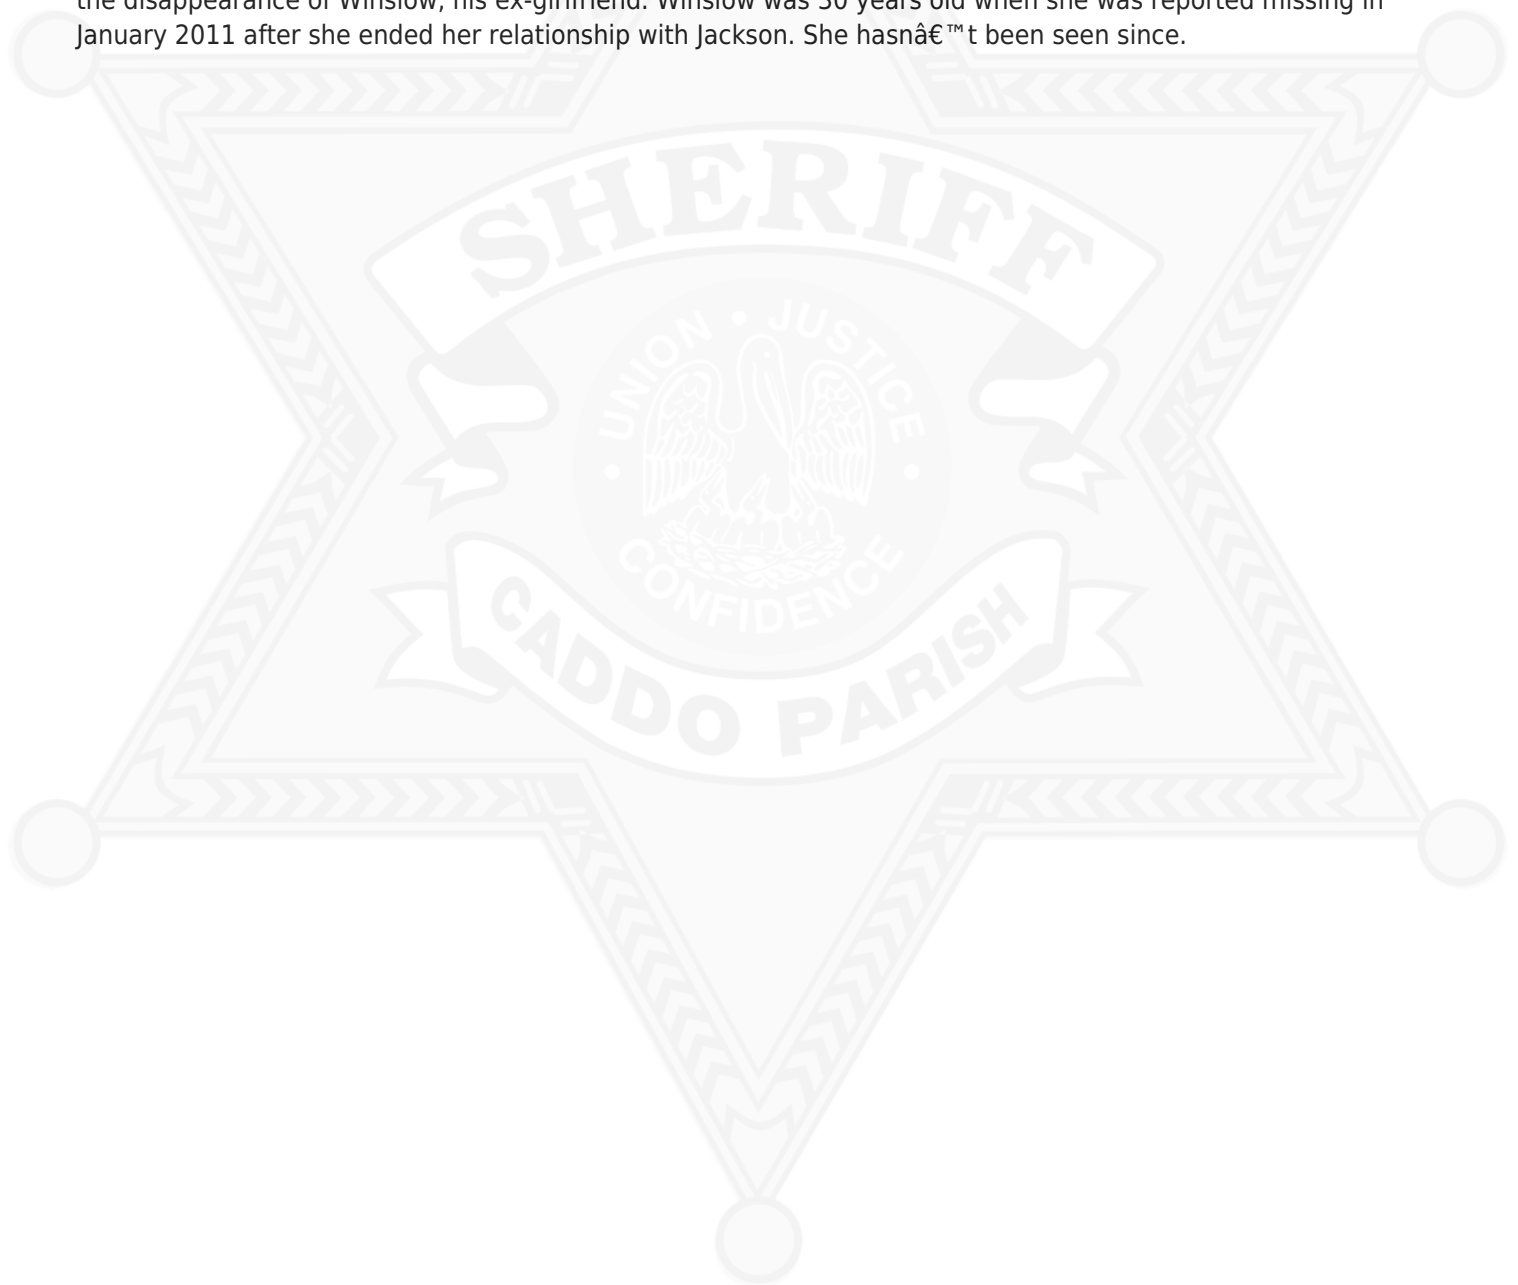 the disappearance of Winslow, his ex-girlfriend. Winslow was 30 years old when she was reported missing in
January 2011 after she ended her relationship with Jackson. She hasnâ€™t been seen since.
SHERIFF
UNION • JUSTICE
• CONFIDENCE •
CADDO PARISH